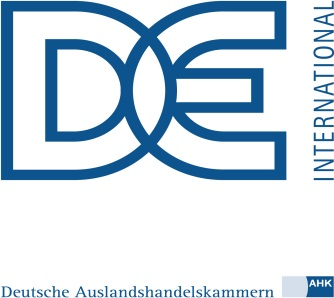 DE
INTERNATIONAL
Deutsche Auslandshandelskammern
AHK